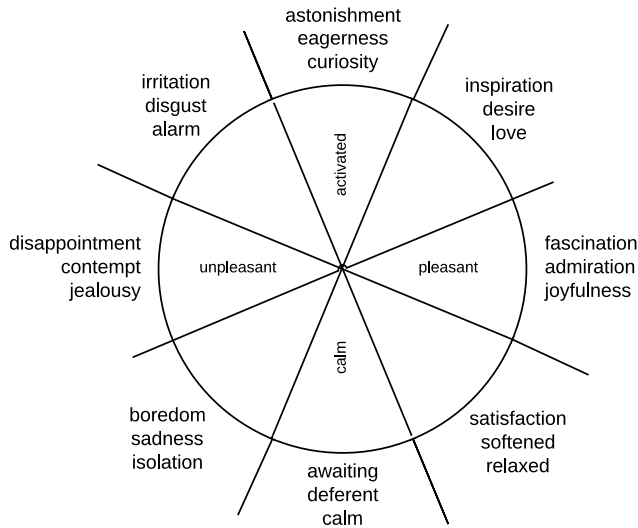 astonishment
eagerness
curiosity
irritation
disgust
alarm
inspiration
desire
love
activated
disappointment
contempt
jealousy
unpleasant
pleasant
fascination
admiration
joyfulness
calm
boredom
sadness
isolation
satisfaction
softened
relaxed
awaiting
deferent
calm